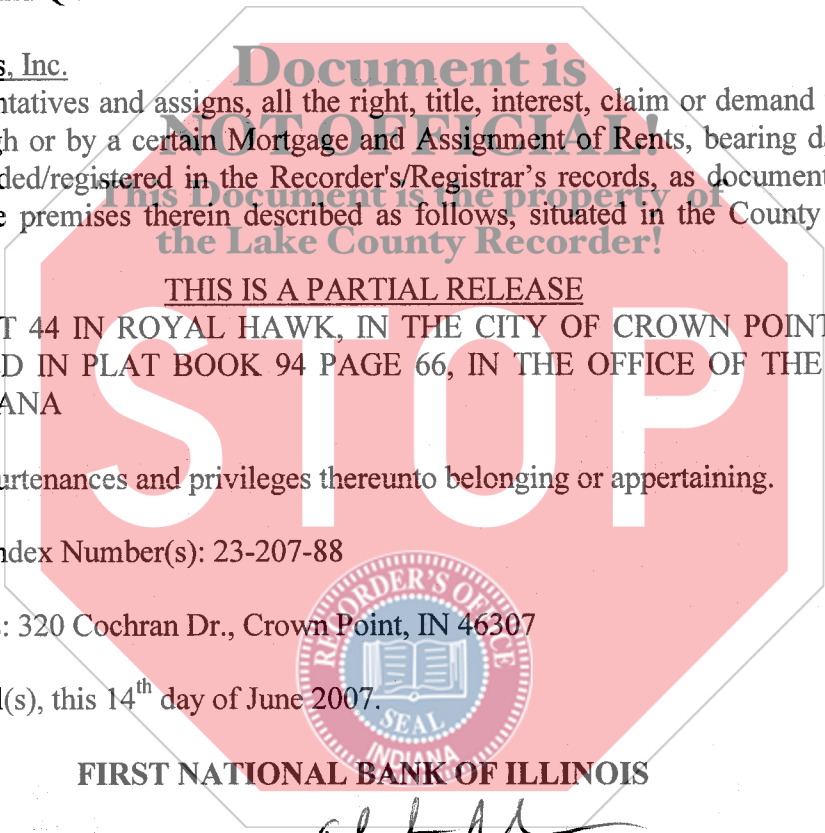 s, Inc.
ntatives and assigns, all the right, title, interest, claim or demand
gh or by a certain Mortgage and Assignment of Rents, bearing d
ded/registered in the Recorder's/Registrar's records, as document
e premises therein described as follows, situated in the County
THIS IS A PARTIAL RELEASE
T 44 IN ROYAL HAWK, IN THE CITY OF CROWN POINT
D IN PLAT BOOK 94 PAGE 66, IN THE OFFICE OF THE
ANA
urtenances and privileges thereunto belonging or appertaining.
ndex Number(s): 23-207-88
s: 320 Cochran Dr., Crown Point, IN 46307
l(s), this 14th day of June 2007.
FIRST NATIONAL BANK OF ILLINOIS
Document is
NOT OFFICIAL!
This Document is the property of
the Lake County Recorder!
STOP
RECORDER'S OFFICE
SEAL
INDIANA